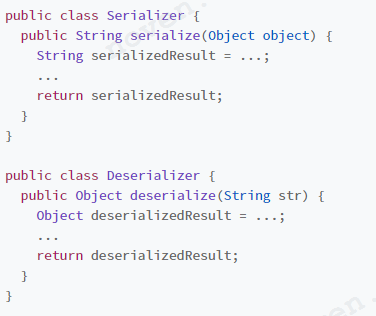 public class Serializer {
  public String serialize(Object object) {
    String serializedResult = ...;
    ...
    return serializedResult;
  }
}

public class Deserializer {
  public Object deserialize(String str) {
    Object deserializedResult = ...;
    ...
    return deserializedResult;
  }
}